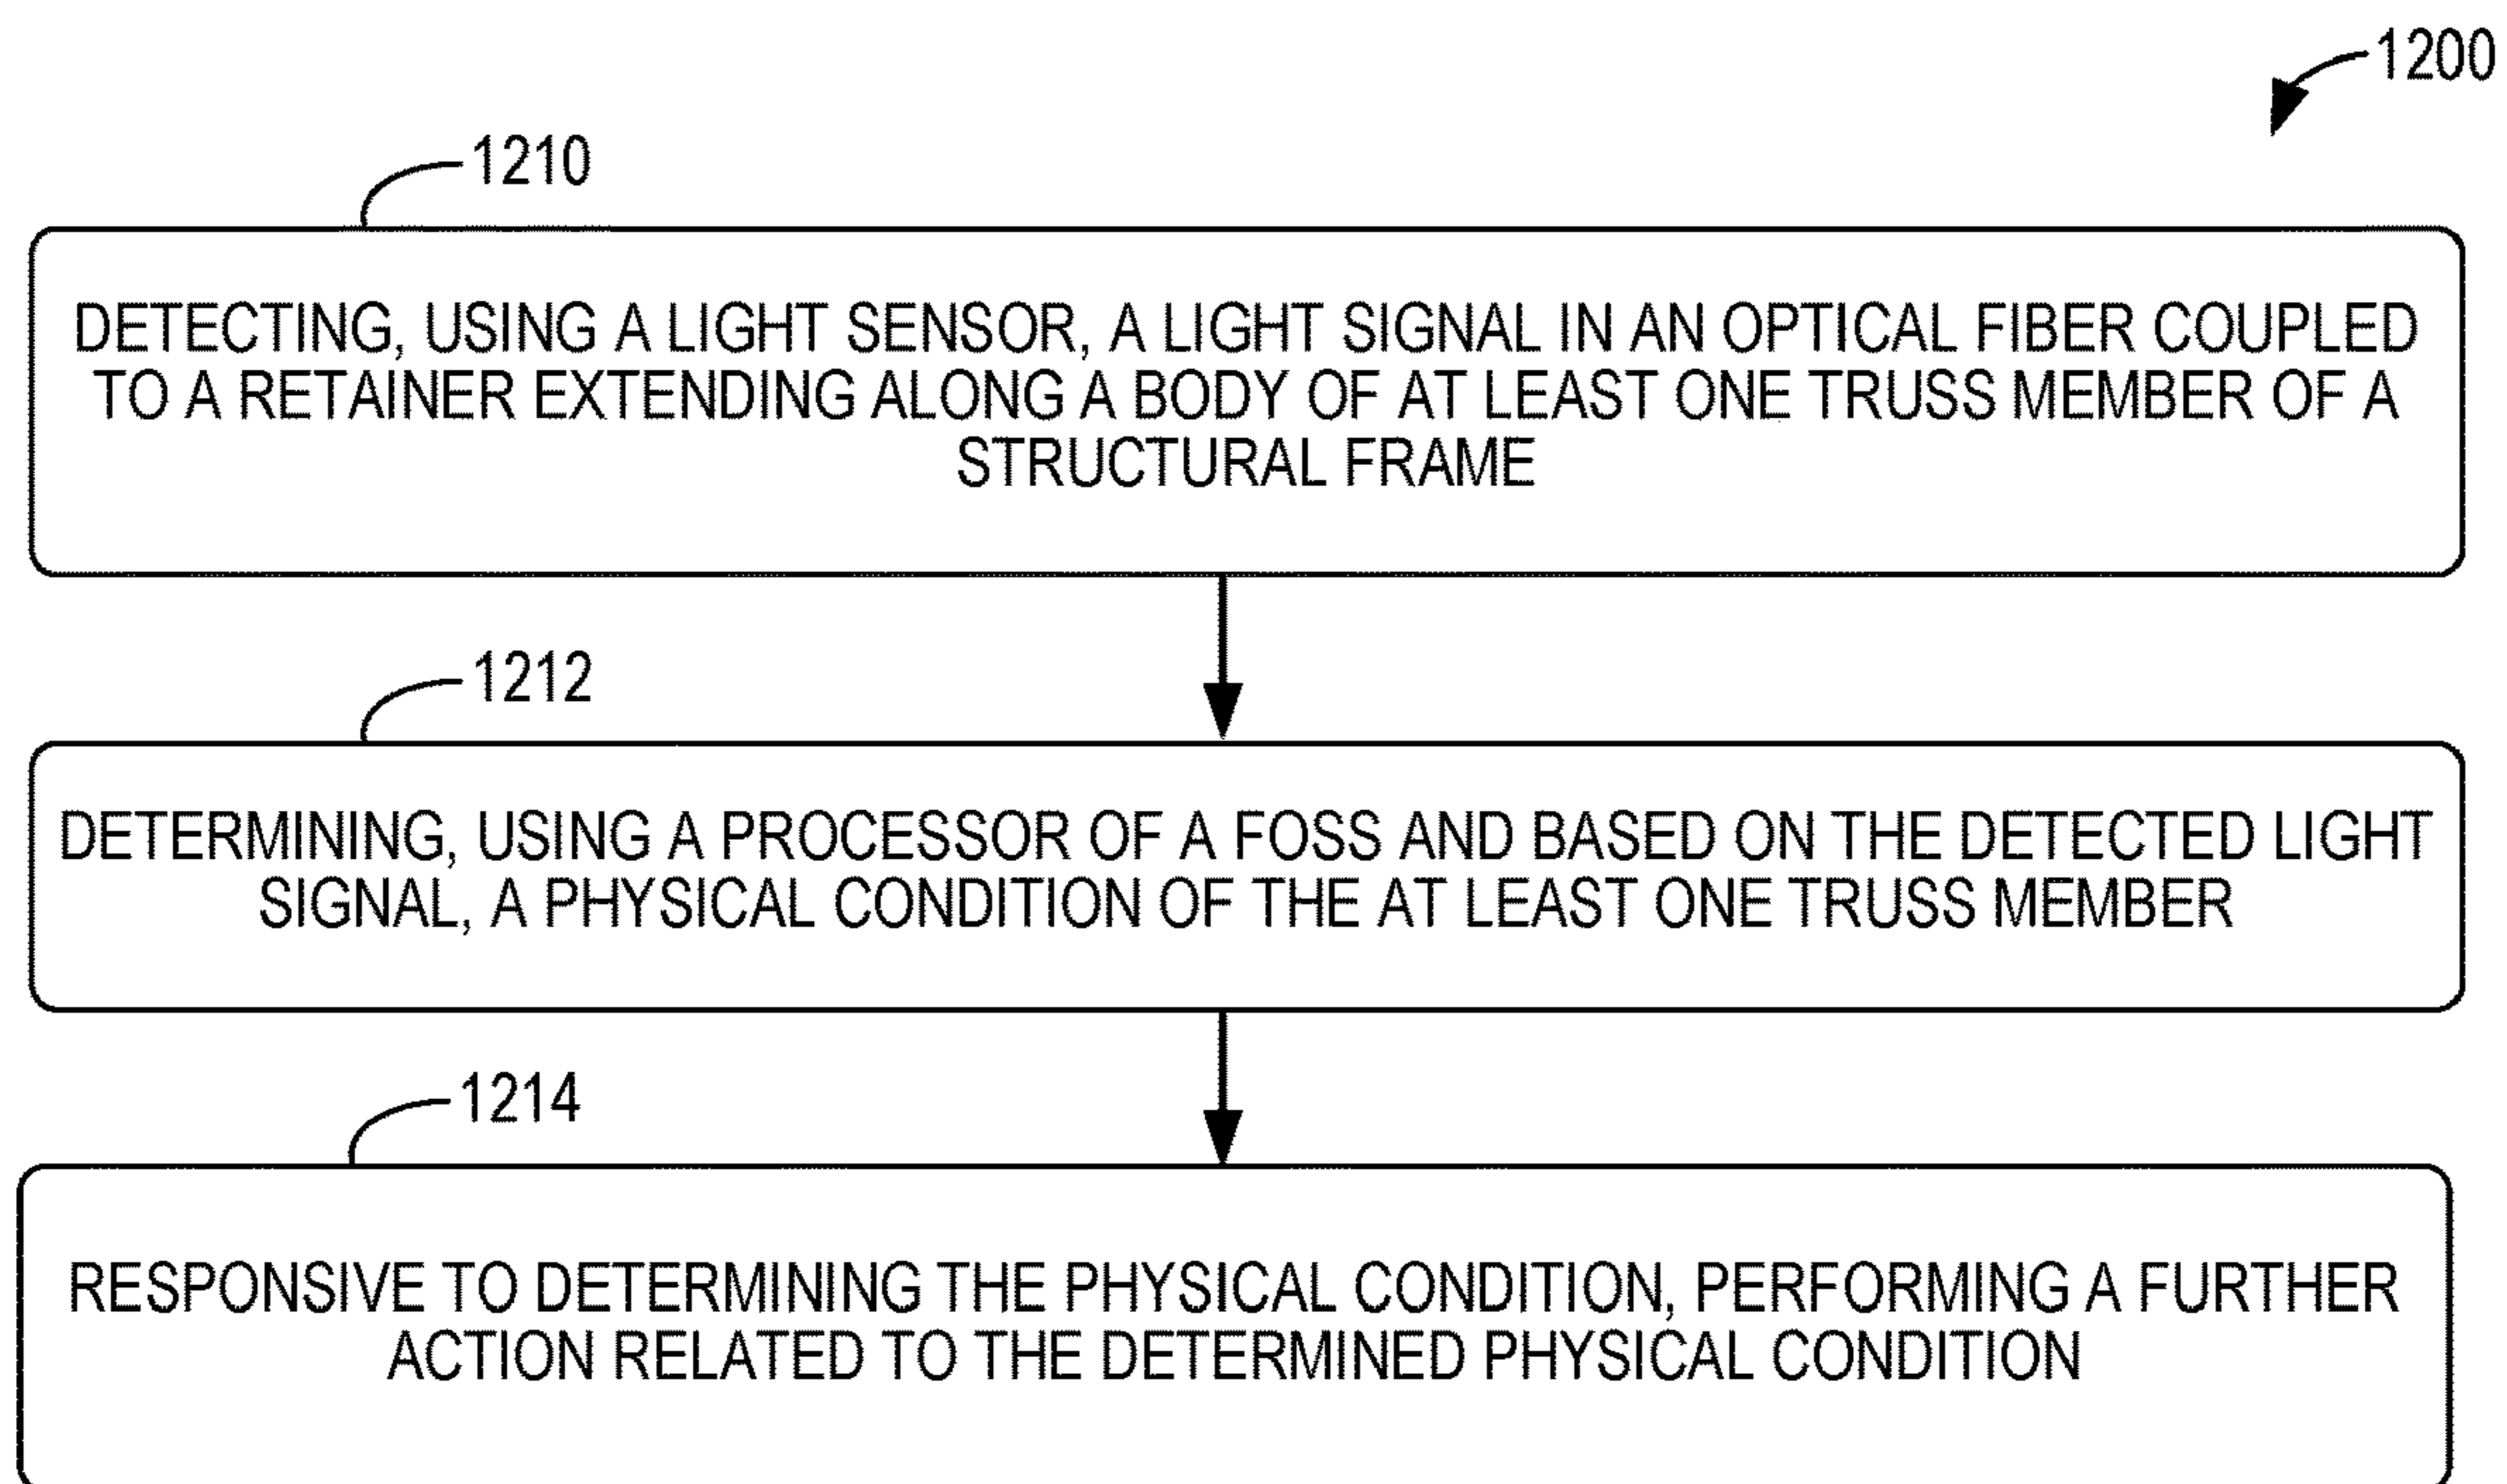 1200
1210
DETECTING, USING A LIGHT SENSOR, A LIGHT SIGNAL IN AN OPTICAL FIBER COUPLED
TO A RETAINER EXTENDING ALONG A BODY OF AT LEAST ONE TRUSS MEMBER OF A
STRUCTURAL FRAME
1212
DETERMINING, USING A PROCESSOR OF A FOSS AND BASED ON THE DETECTED LIGHT
SIGNAL, A PHYSICAL CONDITION OF THE AT LEAST ONE TRUSS MEMBER
1214
RESPONSIVE TO DETERMINING THE PHYSICAL CONDITION, PERFORMING A FURTHER
ACTION RELATED TO THE DETERMINED PHYSICAL CONDITION